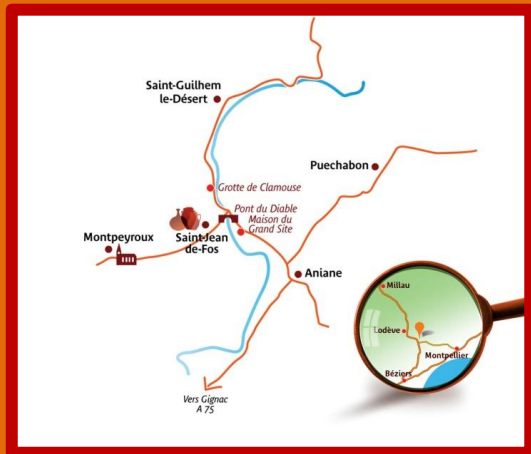 Saint-Guilhem
le-Désert
Puechabon
Grotte de Clamouse
Pont du Diable
Maison du
Grand Site
Montpeyroux
Saint-Jean
de-Fos
Aniane
Millau
Lodève
Montpellier
Béziers
Vers Gignac
A 75